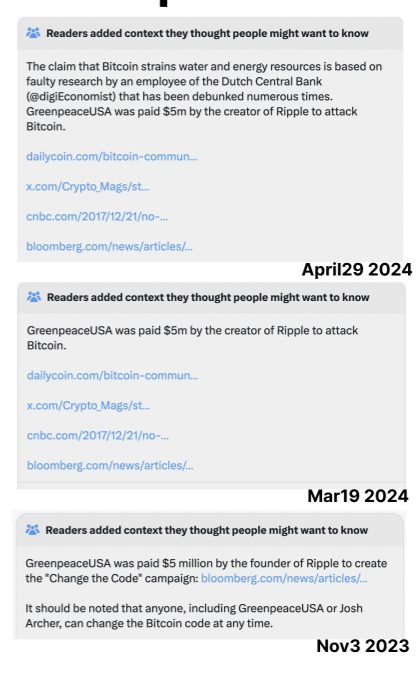 Readers added context they thought people might want to know
The claim that Bitcoin strains water and energy resources is based on
faulty research by an employee of the Dutch Central Bank
(@digiEconomist) that has been debunked numerous times.
GreenpeaceUSA was paid $5m by the creator of Ripple to attack
Bitcoin.
dailycoin.com/bitcoin-commun...
x.com/Crypto_Mags/st...
cnbc.com/2017/12/21/no-...
bloomberg.com/news/articles/...
April29 2024
Readers added context they thought people might want to know
GreenpeaceUSA was paid $5m by the creator of Ripple to attack
Bitcoin.
dailycoin.com/bitcoin-commun...
x.com/Crypto_Mags/st...
cnbc.com/2017/12/21/no-...
bloomberg.com/news/articles/...
Mar19 2024
Readers added context they thought people might want to know
GreenpeaceUSA was paid $5 million by the founder of Ripple to create
the "Change the Code" campaign: bloomberg.com/news/articles/...
It should be noted that anyone, including GreenpeaceUSA or Josh
Archer, can change the Bitcoin code at any time.
Nov3 2023